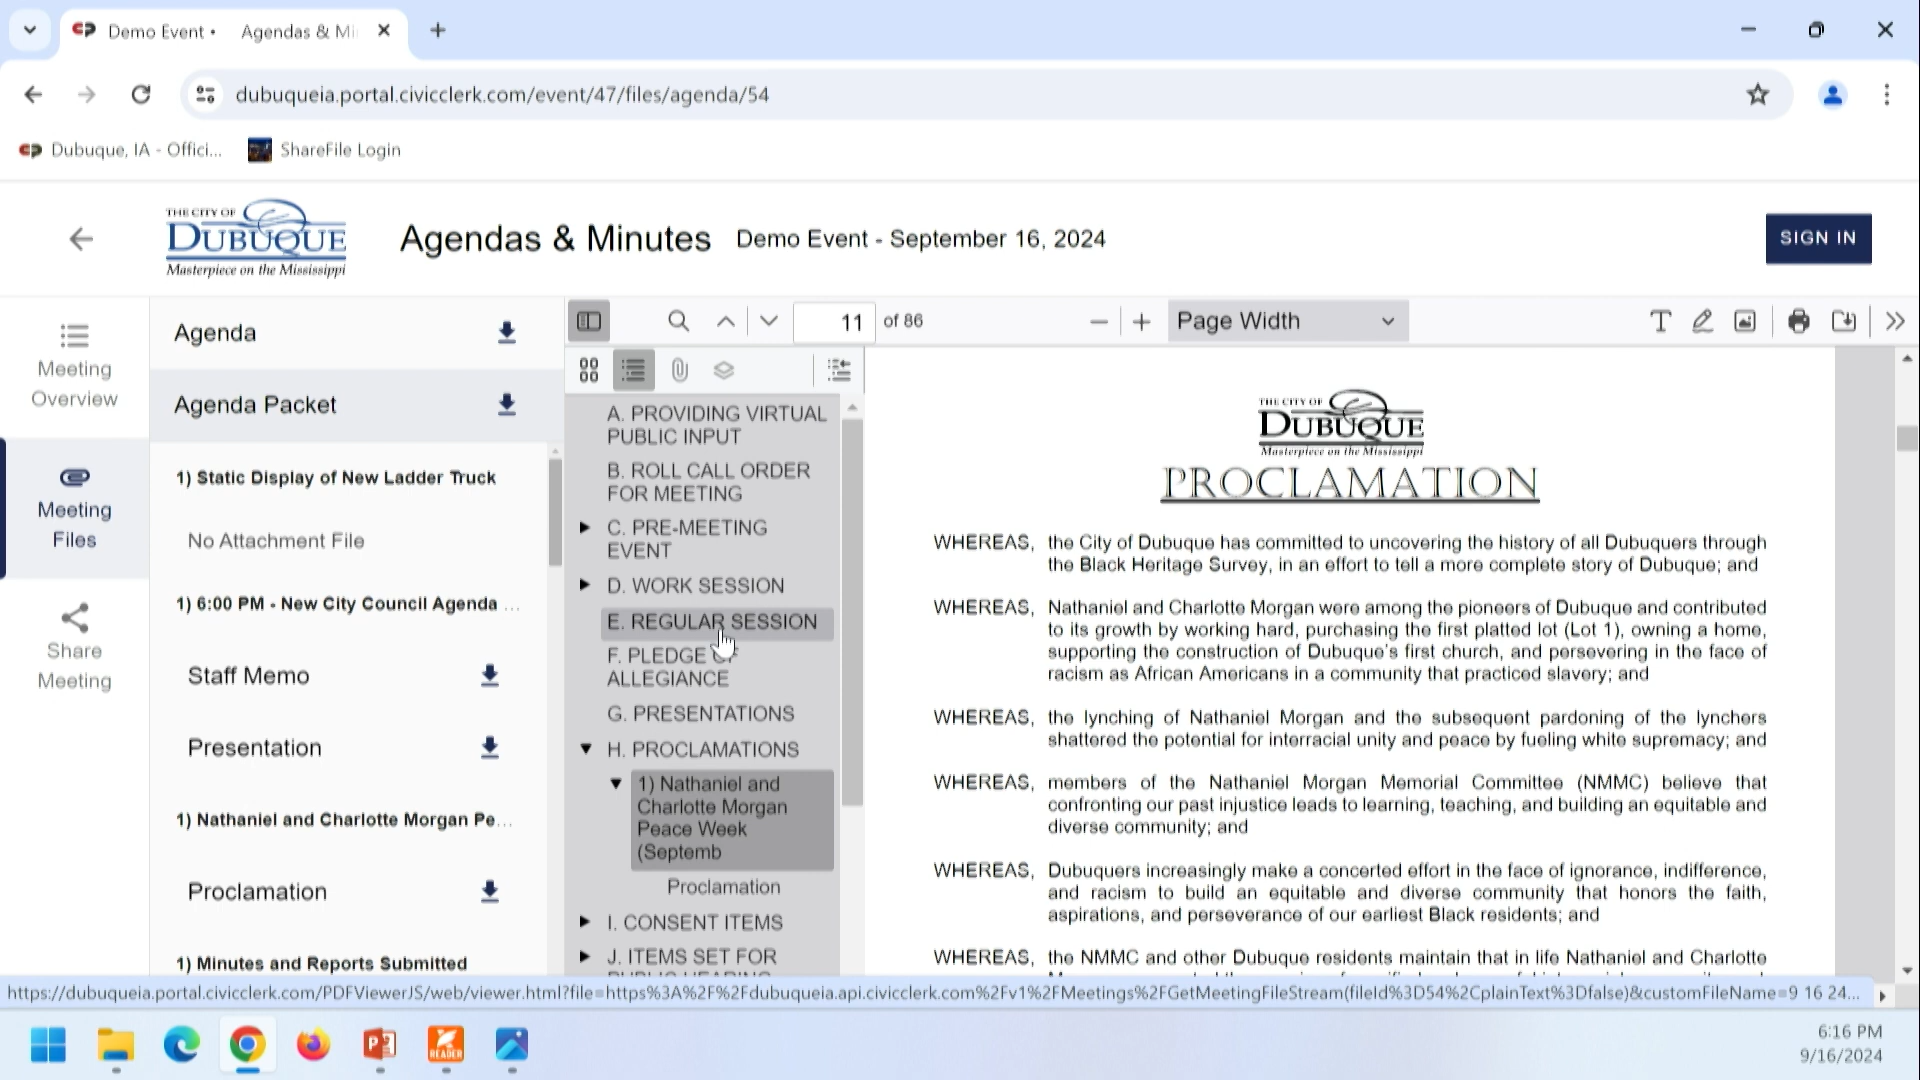 Demo Event • Agendas & Mi
dubuqueia.portal.civicclerk.com/event/47/files/agenda/54
Dubuque, IA - Offici...
ShareFile Login
THE CITY OF
DUBUQUE
Masterpiece on the Mississippi
Agendas & Minutes
Demo Event - September 16, 2024
SIGN IN
Meeting
Overview
Meeting
Files
Share
Meeting
Agenda
Agenda Packet
1) Static Display of New Ladder Truck
No Attachment File
1) 6:00 PM - New City Council Agenda ...
Staff Memo
Presentation
1) Nathaniel and Charlotte Morgan Pe...
Proclamation
1) Minutes and Reports Submitted
11 of 86
Page Width
A. PROVIDING VIRTUAL
PUBLIC INPUT
B. ROLL CALL ORDER
FOR MEETING
C. PRE-MEETING
EVENT
D. WORK SESSION
E. REGULAR SESSION
F. PLEDGE OF
ALLEGIANCE
G. PRESENTATIONS
H. PROCLAMATIONS
1) Nathaniel and
Charlotte Morgan
Peace Week
(Septemb
Proclamation
I. CONSENT ITEMS
J. ITEMS SET FOR
THE CITY OF
DUBUQUE
Masterpiece on the Mississippi
PROCLAMATION
WHEREAS, the City of Dubuque has committed to uncovering the history of all Dubuquers through
the Black Heritage Survey, in an effort to tell a more complete story of Dubuque; and
WHEREAS, Nathaniel and Charlotte Morgan were among the pioneers of Dubuque and contributed
to its growth by working hard, purchasing the first platted lot (Lot 1), owning a home,
supporting the construction of Dubuque's first church, and persevering in the face of
racism as African Americans in a community that practiced slavery; and
WHEREAS, the lynching of Nathaniel Morgan and the subsequent pardoning of the lynchers
shattered the potential for interracial unity and peace by fueling white supremacy; and
WHEREAS, members of the Nathaniel Morgan Memorial Committee (NMMC) believe that
confronting our past injustice leads to learning, teaching, and building an equitable and
diverse community; and
WHEREAS, Dubuquers increasingly make a concerted effort in the face of ignorance, indifference,
and racism to build an equitable and diverse community that honors the faith,
aspirations, and perseverance of our earliest Black residents; and
WHEREAS, the NMMC and other Dubuque residents maintain that in life Nathaniel and Charlotte
https://dubuqueia.portal.civicclerk.com/PDFViewerJS/web/viewer.html?file=https%3A%2F%2Fdubuqueia.api.civicclerk.com%2Fv1%2FMeetings%2FGetMeetingFileStream(fileId%3D54%2CplainText%3Dfalse)&customFileName=9 16 24...
READER
6:16 PM
9/16/2024